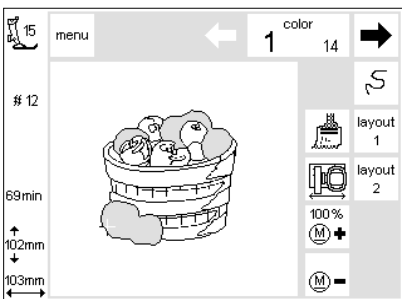 15
menu
color
1 14
# 12
layout
1
layout
2
69min
100%
M +
102mm
M -
103mm